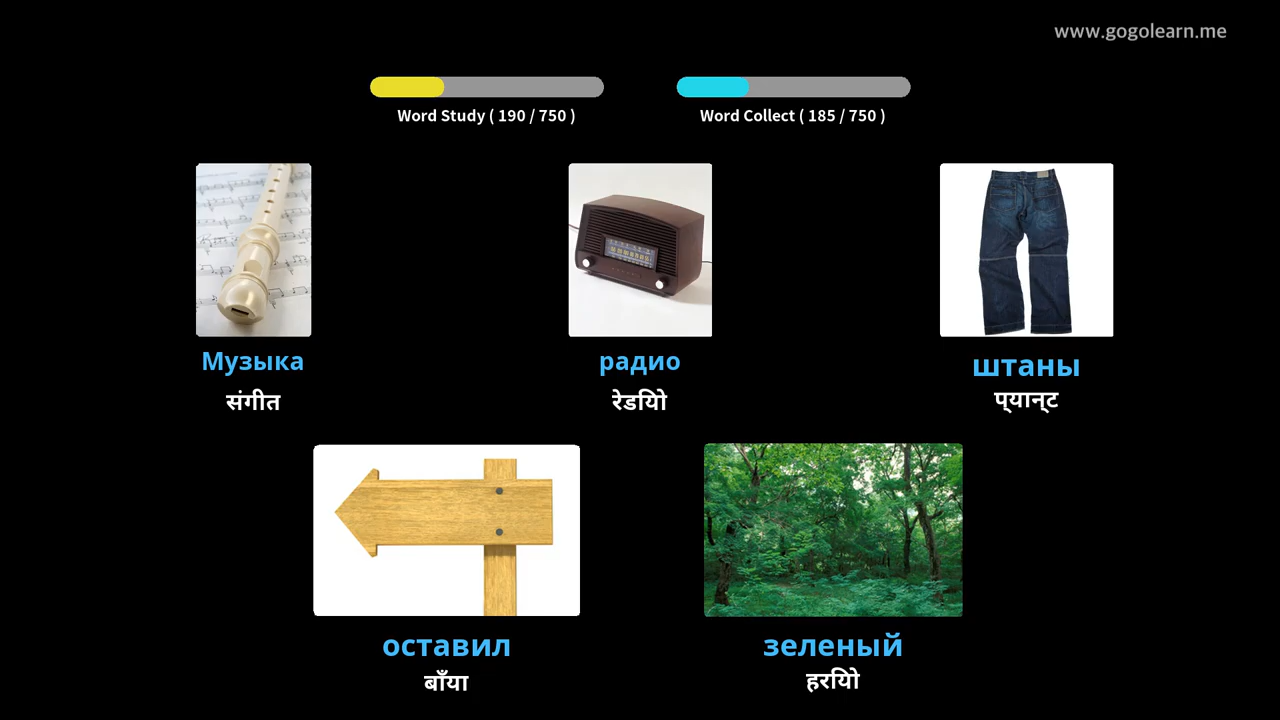 www.gogolearn.me
Word Study ( 190 / 750 )
Word Collect ( 185 / 750 )
Музыка
радио
штаны
संगीत
रेडियो
प्यान्ट
оставил
зеленый
बाँया
हरियो